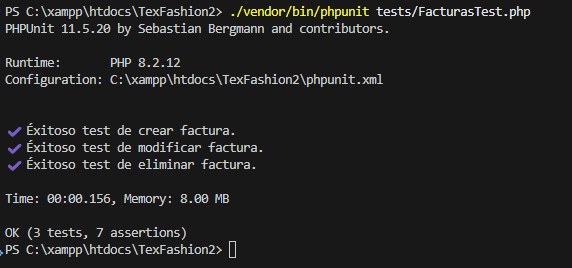 PS C:\xampp\htdocs\TexFashion2> ./vendor/bin/phpunit tests/FacturasTest.php
PHPUnit 11.5.20 by Sebastian Bergmann and contributors.
Runtime:       PHP 8.2.12
Configuration: C:\xampp\htdocs\TexFashion2\phpunit.xml
✔ Éxitoso test de crear factura.
✔ Éxitoso test de modificar factura.
✔ Éxitoso test de eliminar factura.
Time: 00:00.156, Memory: 8.00 MB
OK (3 tests, 7 assertions)
PS C:\xampp\htdocs\TexFashion2>